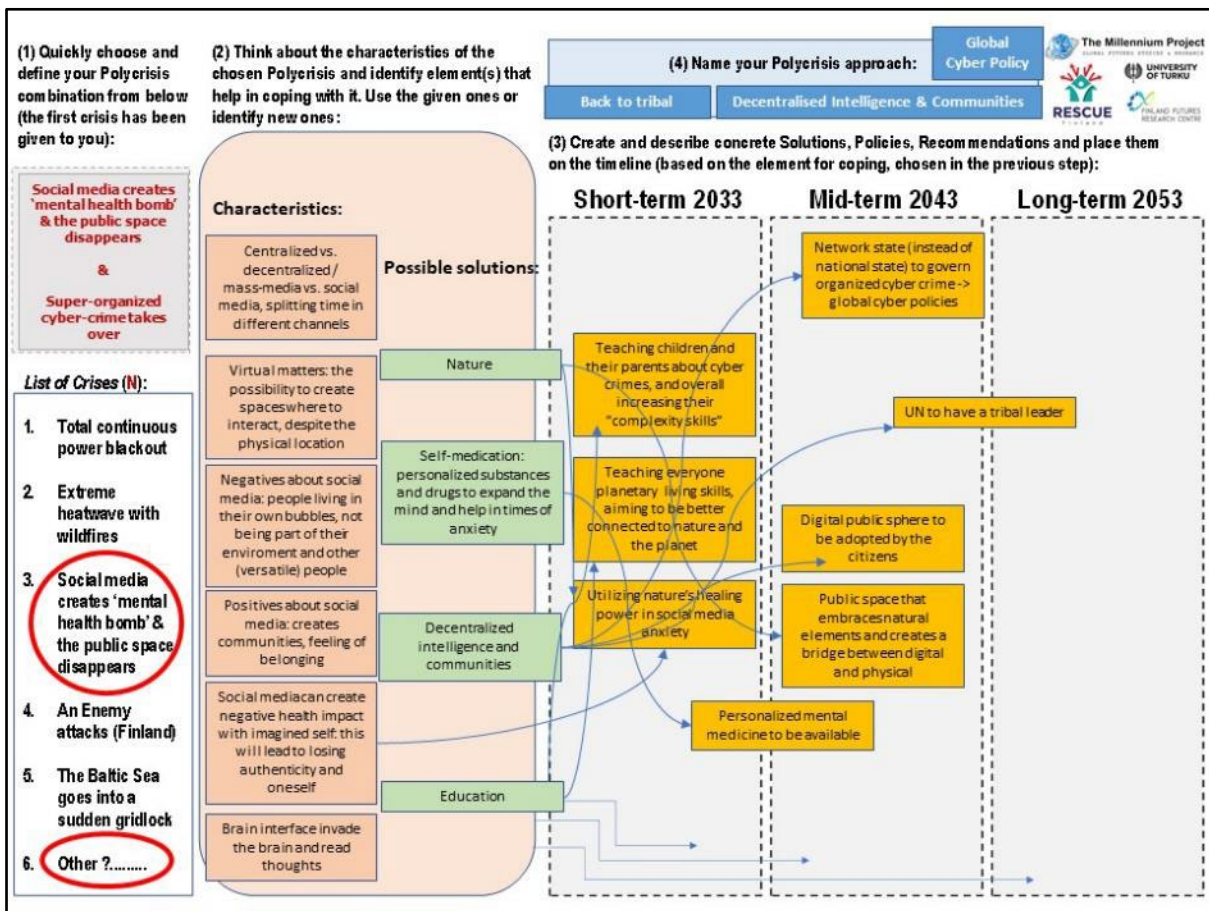 (1) Quickly choose and
define your Polycrisis
combination from below
(the first crisis has been
given to you):
Social media creates
'mental health bomb'
& the public space
disappears
&
Super-organized
cyber-crime takes
over
List of Crises (N):
1. Total continuous
power blackout
2. Extreme
heatwave with
wildfires
3. Social media
creates 'mental
health bomb' &
the public space
disappears
4. An Enemy
attacks (Finland)
5. The Baltic Sea
goes into a
sudden gridlock
6. Other ?.........
(2) Think about the characteristics of the
chosen Polycrisis and identify element(s) that
help in coping with it. Use the given ones or
identify new ones:
Characteristics:
Centralized vs.
decentralized /
mass-media vs. social
media, splitting time in
different channels
Virtual matters: the
possibility to create
spaces where to
interact, despite the
physical location
Negatives about social
media: people living in
their own bubbles, not
being part of their
enviroment and other
(versatile) people
Positives about social
media: creates
communities, feeling of
belonging
Social media can create
negative health impact
with imagined self: this
will lead to losing
authenticity and
oneself
Brain interface invade
the brain and read
thoughts
Possible solutions:
Nature
Self-medication:
personalized substances
and drugs to expand the
mind and help in times of
anxiety
Decentralized
intelligence and
communities
Education
(4) Name your Polycrisis approach:
Global
Cyber Policy
Back to tribal
Decentralised Intelligence & Communities
The Millennium Project
GLOBAL FUTURES STUDIES & RESEARCH
RESCUE
Finland
UNIVERSITY
OF TURKU
FINLAND FUTURES
RESEARCH CENTRE
(3) Create and describe concrete Solutions, Policies, Recommendations and place them
on the timeline (based on the element for coping, chosen in the previous step):
Short-term 2033
Teaching children and
their parents about cyber
crimes, and overall
increasing their
"complexity skills"
Teaching everyone
planetary living skills,
aiming to be better
connected to nature and
the planet
Utilizing nature's healing
power in social media
anxiety
Personalized mental
medicine to be available
Mid-term 2043
Network state (instead of
national state) to govern
organized cyber crime ->
global cyber policies
UN to have a tribal leader
Digital public sphere to
be adopted by the
citizens
Public space that
embraces natural
elements and creates a
bridge between digital
and physical
Long-term 2053